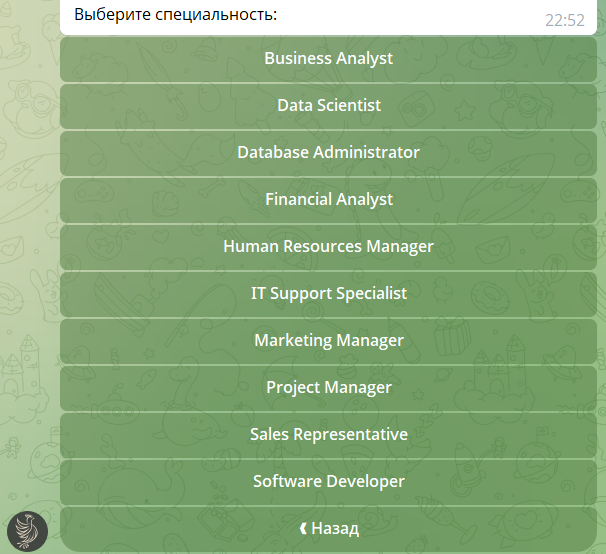 Выберите специальность:
22:52
Business Analyst
Data Scientist
Database Administrator
Financial Analyst
Human Resources Manager
IT Support Specialist
Marketing Manager
Project Manager
Sales Representative
Software Developer
⟪ Назад